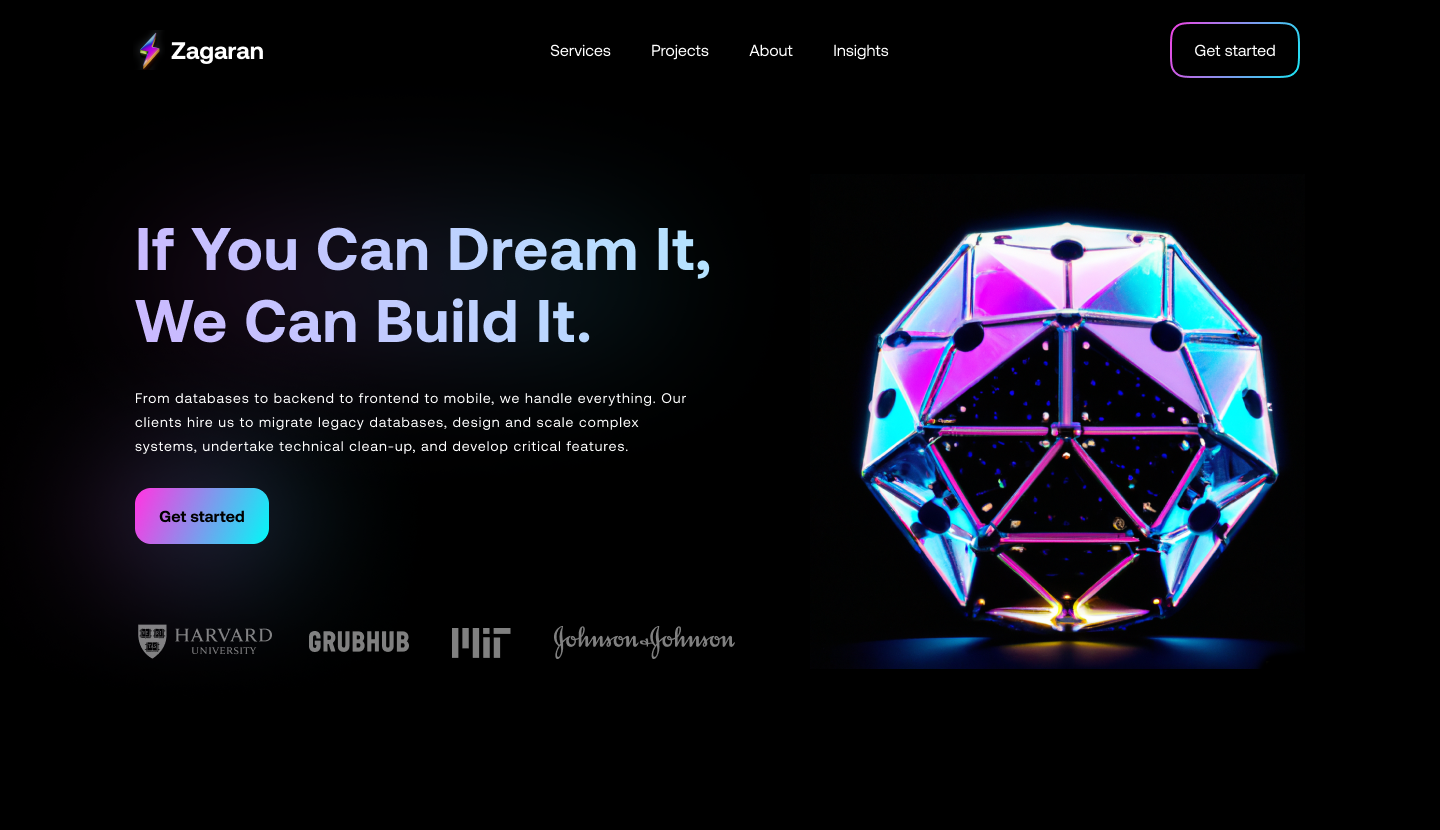 Zagaran
Services
Projects
About
Insights
Get started
If You Can Dream It,
We Can Build It.
From databases to backend to frontend to mobile, we handle everything. Our
clients hire us to migrate legacy databases, design and scale complex
systems, undertake technical clean-up, and develop critical features.
Get started
HARVARD
UNIVERSITY
GRUBHUB
MIT
Johnson&Johnson